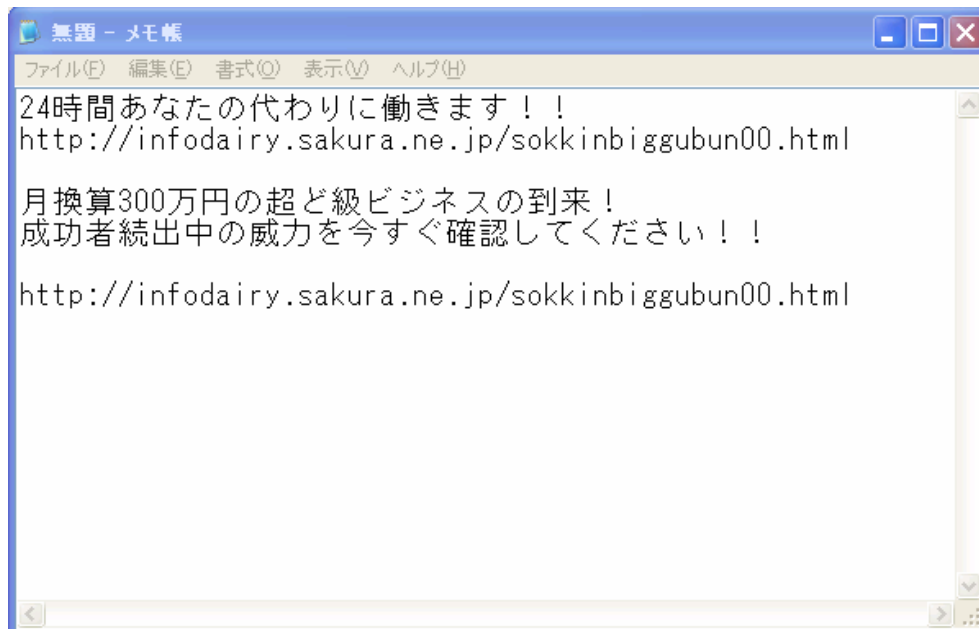 無題 - メモ帳
ファイル(F) 編集(E) 書式(O) 表示(V) ヘルプ(H)
24時間あなたの代わりに働きます！！
http://infodairy.sakura.ne.jp/sokkinbiggubun00.html
月換算300万円の超ど級ビジネスの到来！
成功者続出中の威力を今すぐ確認してください！！
http://infodairy.sakura.ne.jp/sokkinbiggubun00.html